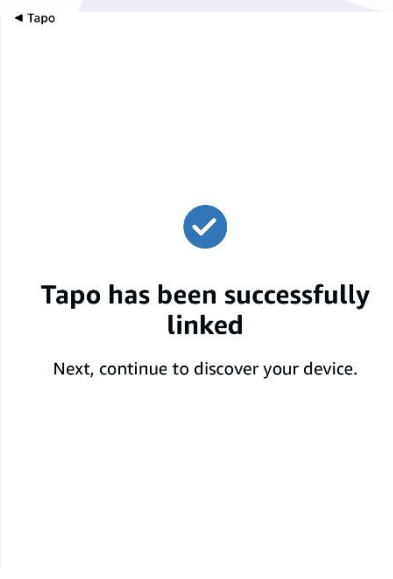 ◀ Tapo
Tapo has been successfully
linked
Next, continue to discover your device.